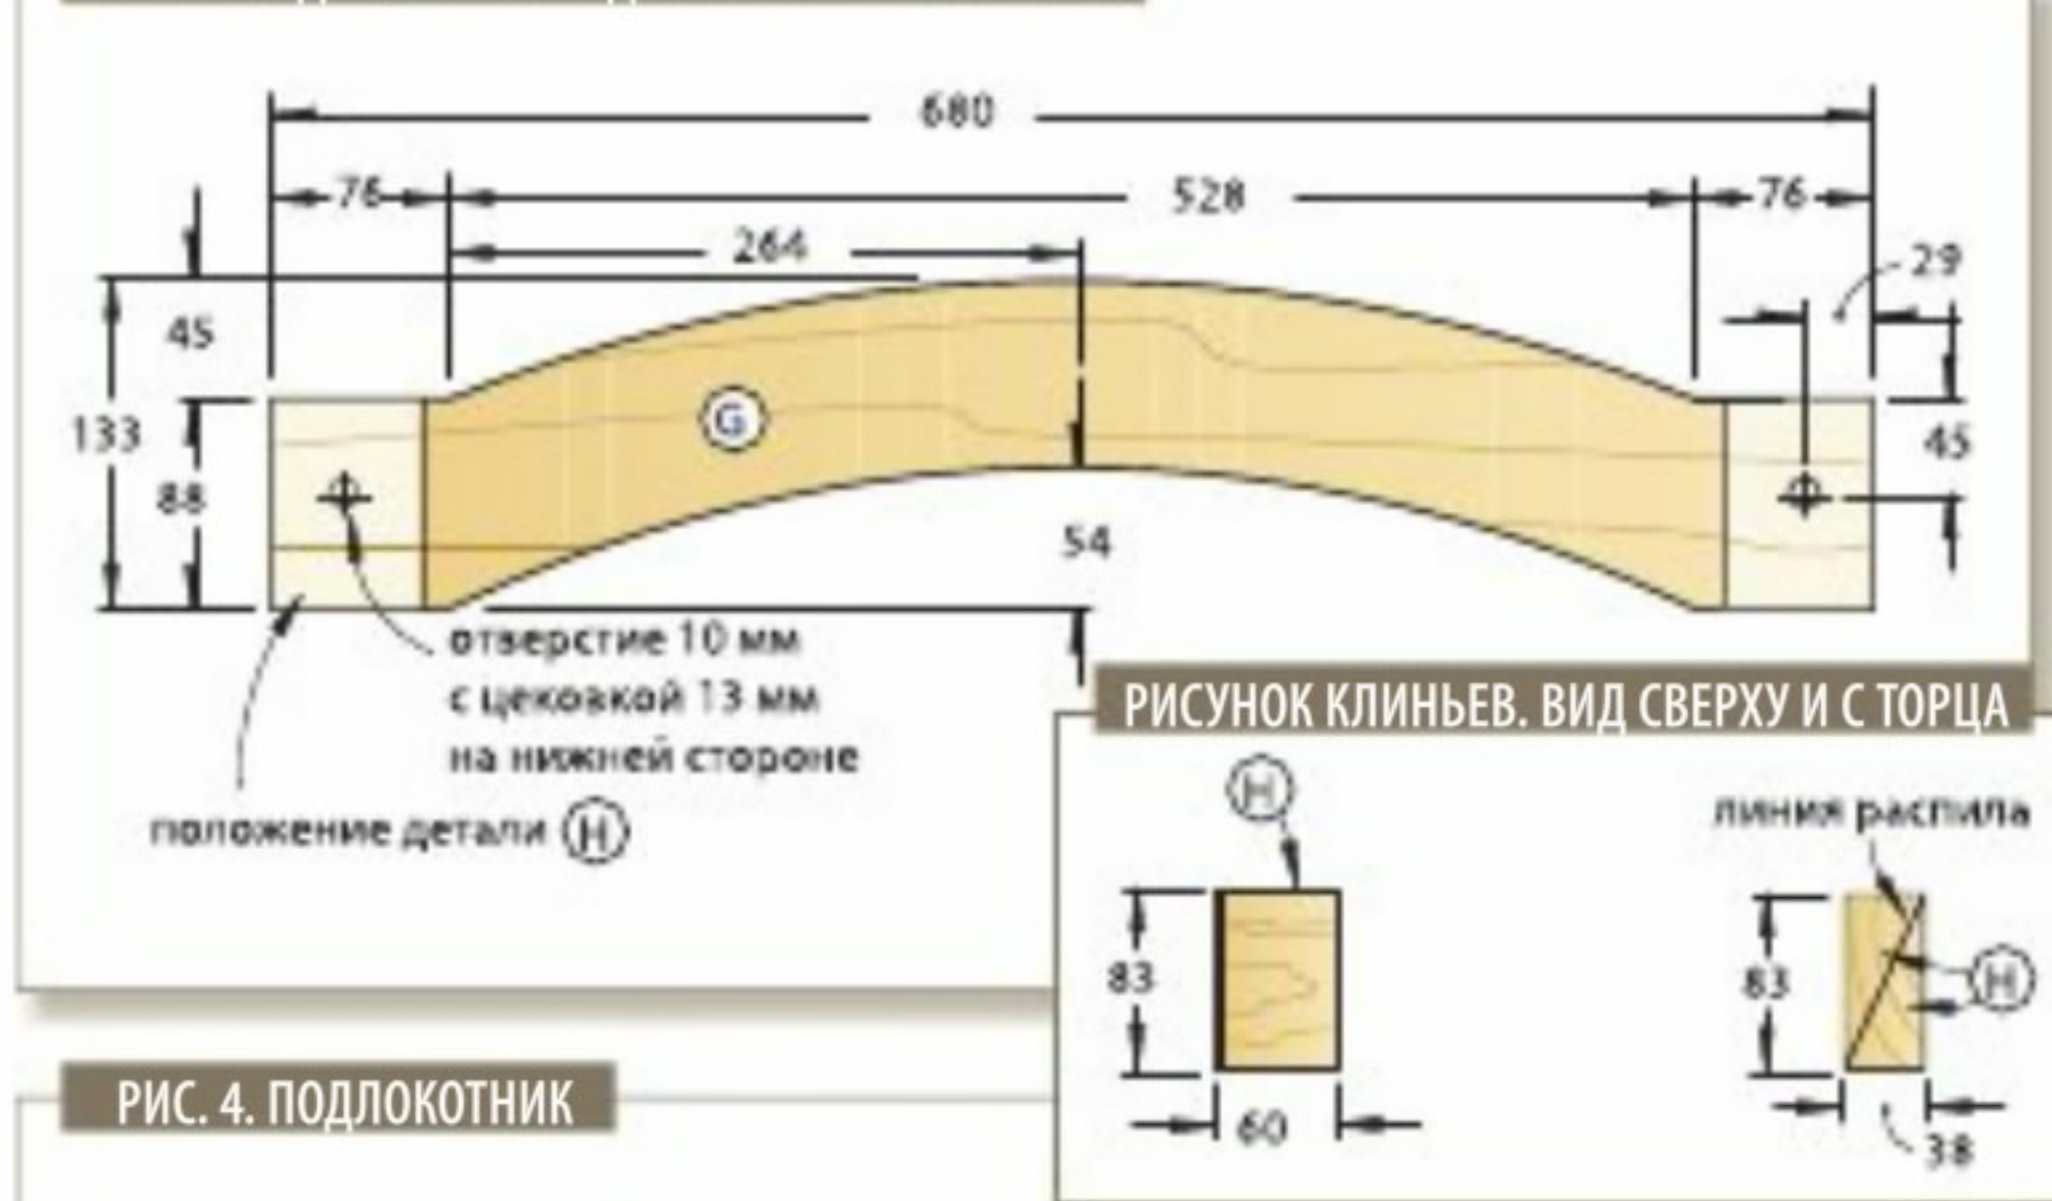 680
76
528
76
264
29
45
133
88
G
45
54
отверстие 10 мм
с цековкой 13 мм
на нижней стороне
положение детали H
РИСУНОК КЛИНЬЕВ. ВИД СВЕРХУ И С ТОРЦА
H
линия распила
83
83
H
60
38
РИС. 4. ПОДЛОКОТНИК